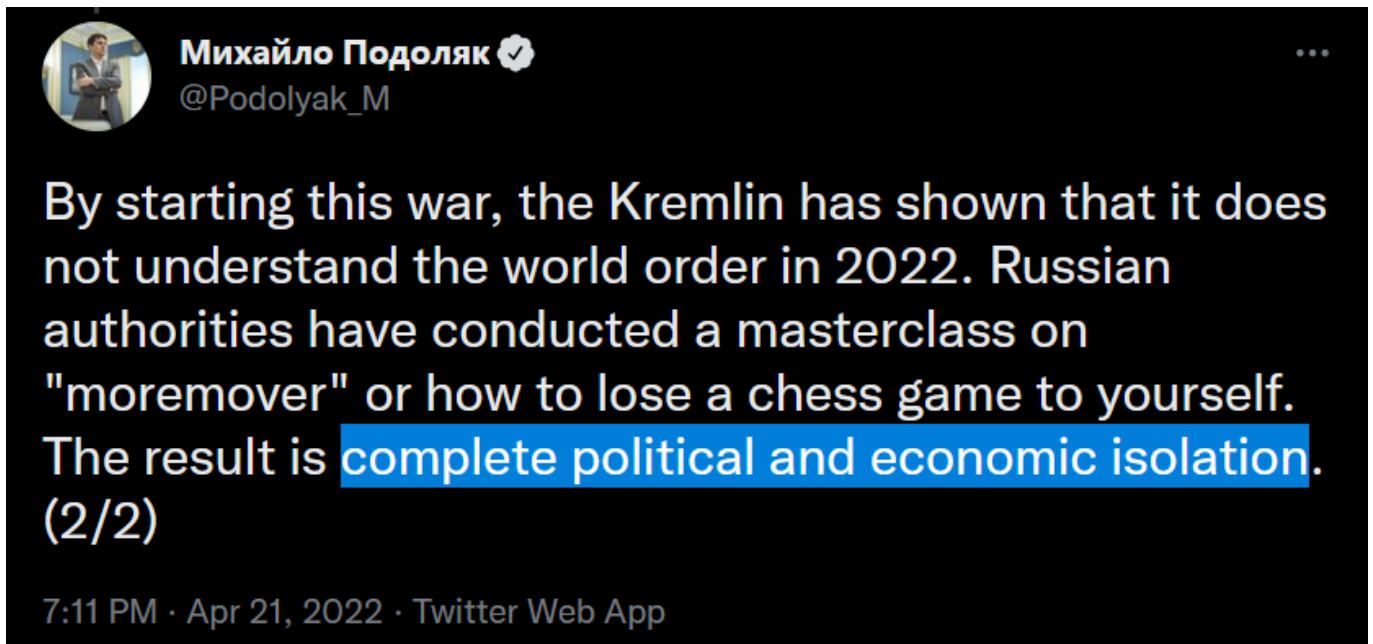 Михайло Подоляк
@Podolyak_M
By starting this war, the Kremlin has shown that it does
not understand the world order in 2022. Russian
authorities have conducted a masterclass on
"moremover" or how to lose a chess game to yourself.
The result is complete political and economic isolation.
(2/2)
7:11 PM · Apr 21, 2022 · Twitter Web App